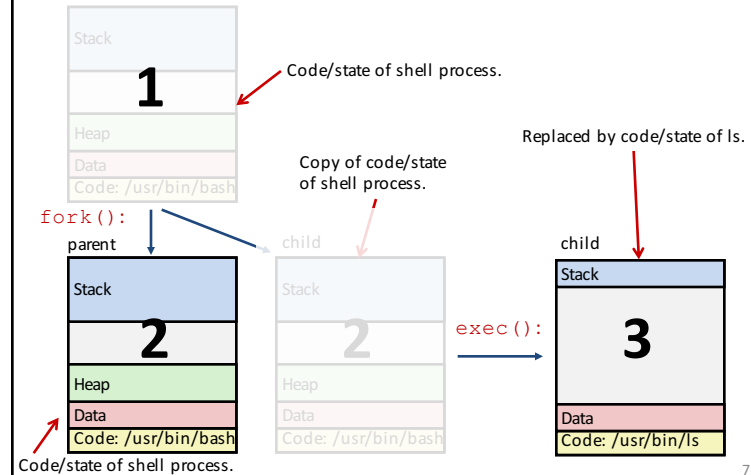 Stack
1
Code/state of shell process.
Heap
Data
Code: /usr/bin/bash
Replaced by code/state of ls.
Copy of code/state
of shell process.
fork():
parent
child
child
Stack
2
Heap
Data
Code: /usr/bin/bash
Code/state of shell process.
Stack
2
Heap
Data
Code: /usr/bin/bash
exec():
Stack
3
Data
Code: /usr/bin/ls
7